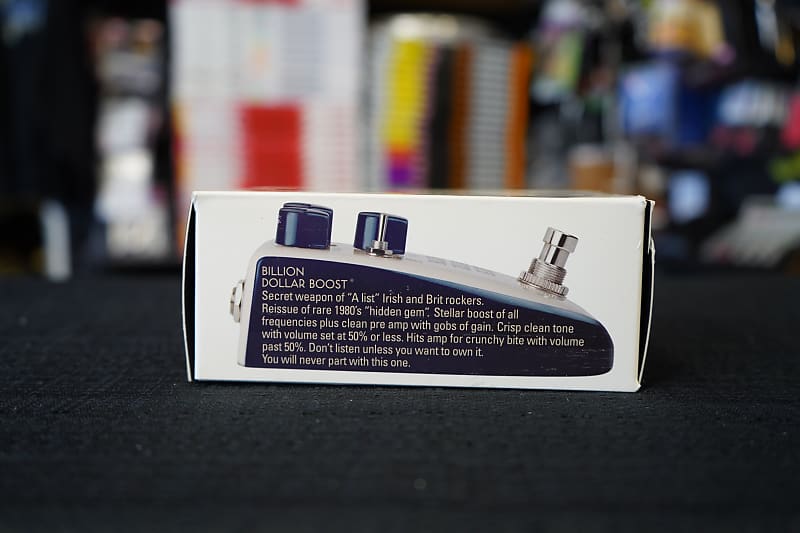 BILLION
DOLLAR BOOST®
Secret weapon of "A list" Irish and Brit rockers.
Reissue of rare 1980's "hidden gem". Stellar boost of all
frequencies plus clean pre amp with gobs of gain. Crisp clean tone
with volume set at 50% or less. Hits amp for crunchy bite with volume
past 50%. Don't listen unless you want to own it.
You will never part with this one.